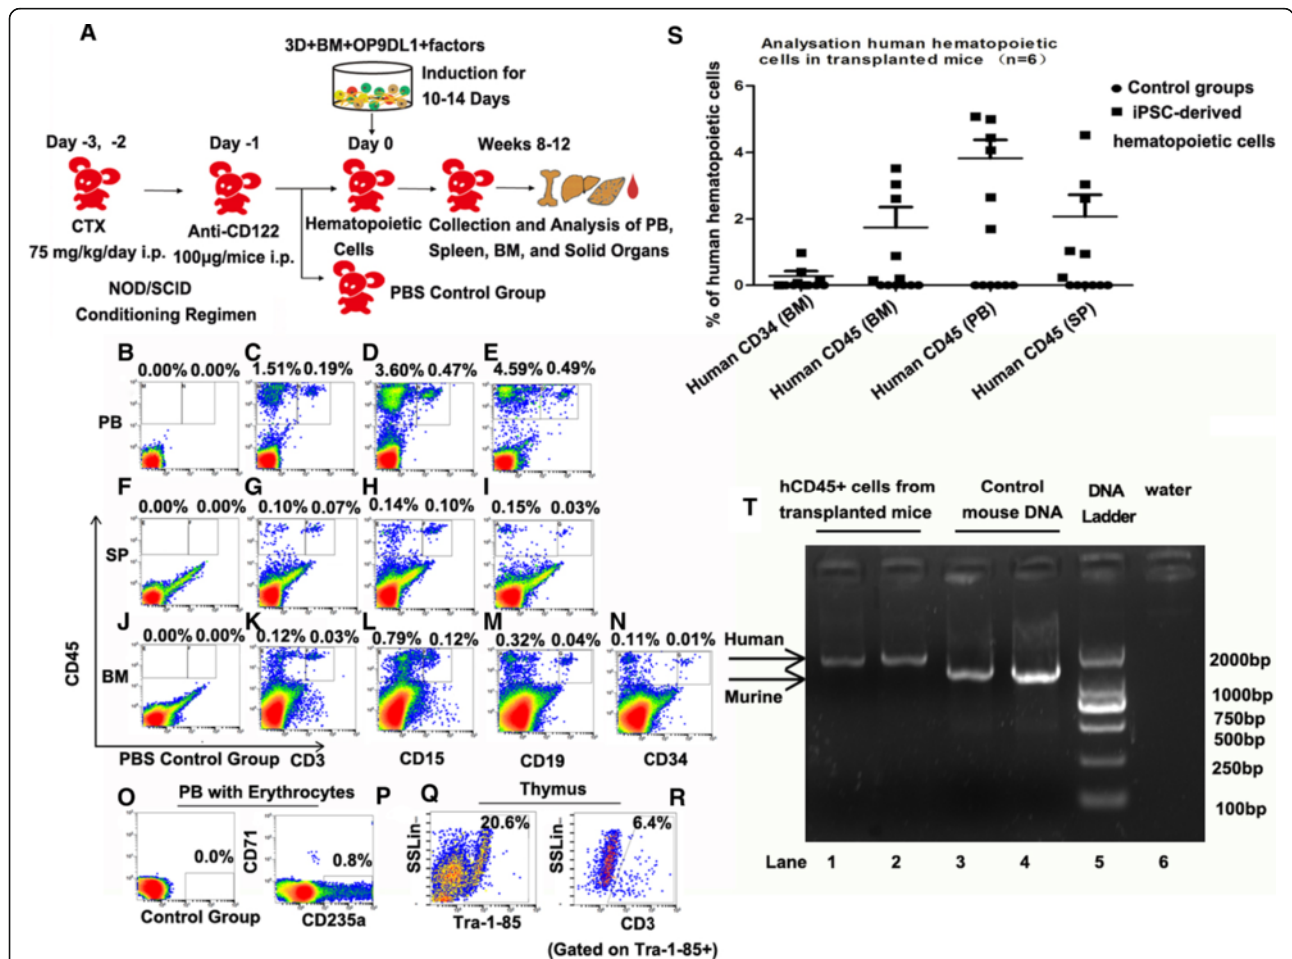 A
3D+BM+OP9DL1+factors
Induction for
10-14 Days
Day -3, -2
Day -1
Day 0
Weeks 8-12
CTX
75 mg/kg/day i.p.
Anti-CD122
100μg/mice i.p.
Hematopoietic
Cells
Collection and Analysis of PB,
Spleen, BM, and Solid Organs
NOD/SCID
Conditioning Regimen
PBS Control Group
S
Analysation human hematopoietic
cells in transplanted mice (n=6)
% of human hematopoietic cells
6
4
2
0
Control groups
iPSC-derived
hematopoietic cells
Human CD34 (BM)
Human CD45 (BM)
Human CD45 (PB)
Human CD45 (SP)
B
0.00% 0.00%
C
1.51% 0.19%
D
3.60% 0.47%
E
4.59% 0.49%
PB
F
0.00% 0.00%
G
0.10% 0.07%
H
0.14% 0.10%
I
0.15% 0.03%
SP
J
0.00% 0.00%
K
0.12% 0.03%
L
0.79% 0.12%
M
0.32% 0.04%
N
0.11% 0.01%
BM
CD45
PBS Control Group
CD3
CD15
CD19
CD34
O
PB with Erythrocytes
P
0.0%
Control Group
CD71
0.8%
CD235a
Q
Thymus
R
SSLin-
20.6%
Tra-1-85
SSLin-
6.4%
CD3
(Gated on Tra-1-85+)
T
hCD45+ cells from
transplanted mice
Control
mouse DNA
DNA
Ladder
water
Human
Murine
2000bp
1000bp
750bp
500bp
250bp
100bp
Lane 1 2 3 4 5 6